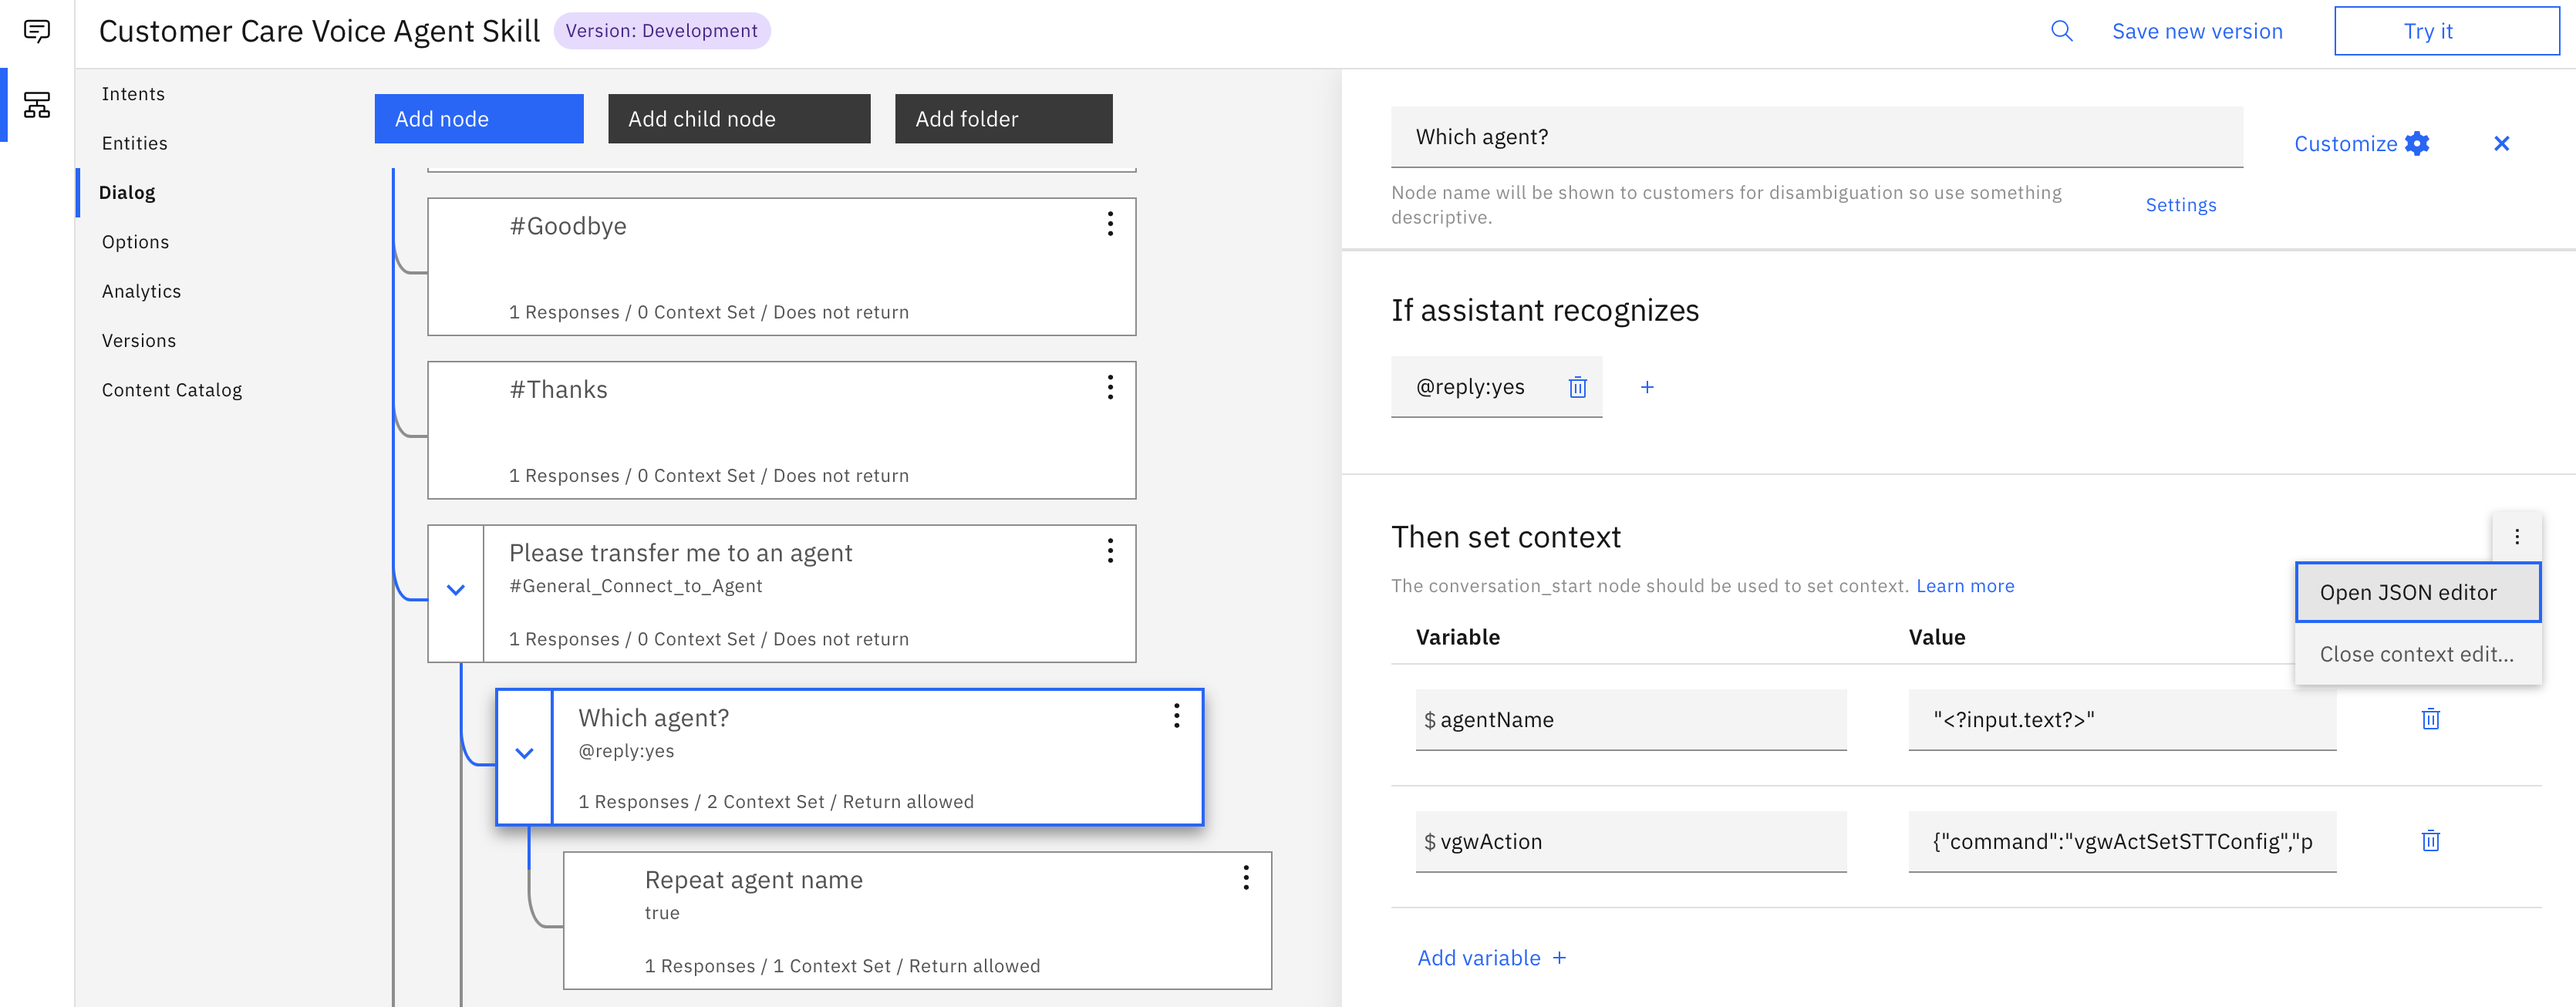 Customer Care Voice Agent Skill
Version: Development
Save new version
Try it
Intents
Entities
Dialog
Options
Analytics
Versions
Content Catalog
Add node
Add child node
Add folder
#Goodbye
1 Responses / 0 Context Set / Does not return
#Thanks
1 Responses / 0 Context Set / Does not return
Please transfer me to an agent
#General_Connect_to_Agent
1 Responses / 0 Context Set / Does not return
Which agent?
@reply:yes
1 Responses / 2 Context Set / Return allowed
Repeat agent name
true
1 Responses / 1 Context Set / Return allowed
Which agent?
Customize
Node name will be shown to customers for disambiguation so use something
descriptive.
Settings
If assistant recognizes
@reply:yes
Then set context
The conversation_start node should be used to set context. Learn more
Open JSON editor
Close context edit...
Variable
Value
$ agentName
"<?input.text?>"
$ vgwAction
{"command":"vgwActSetSTTConfig","p
Add variable +